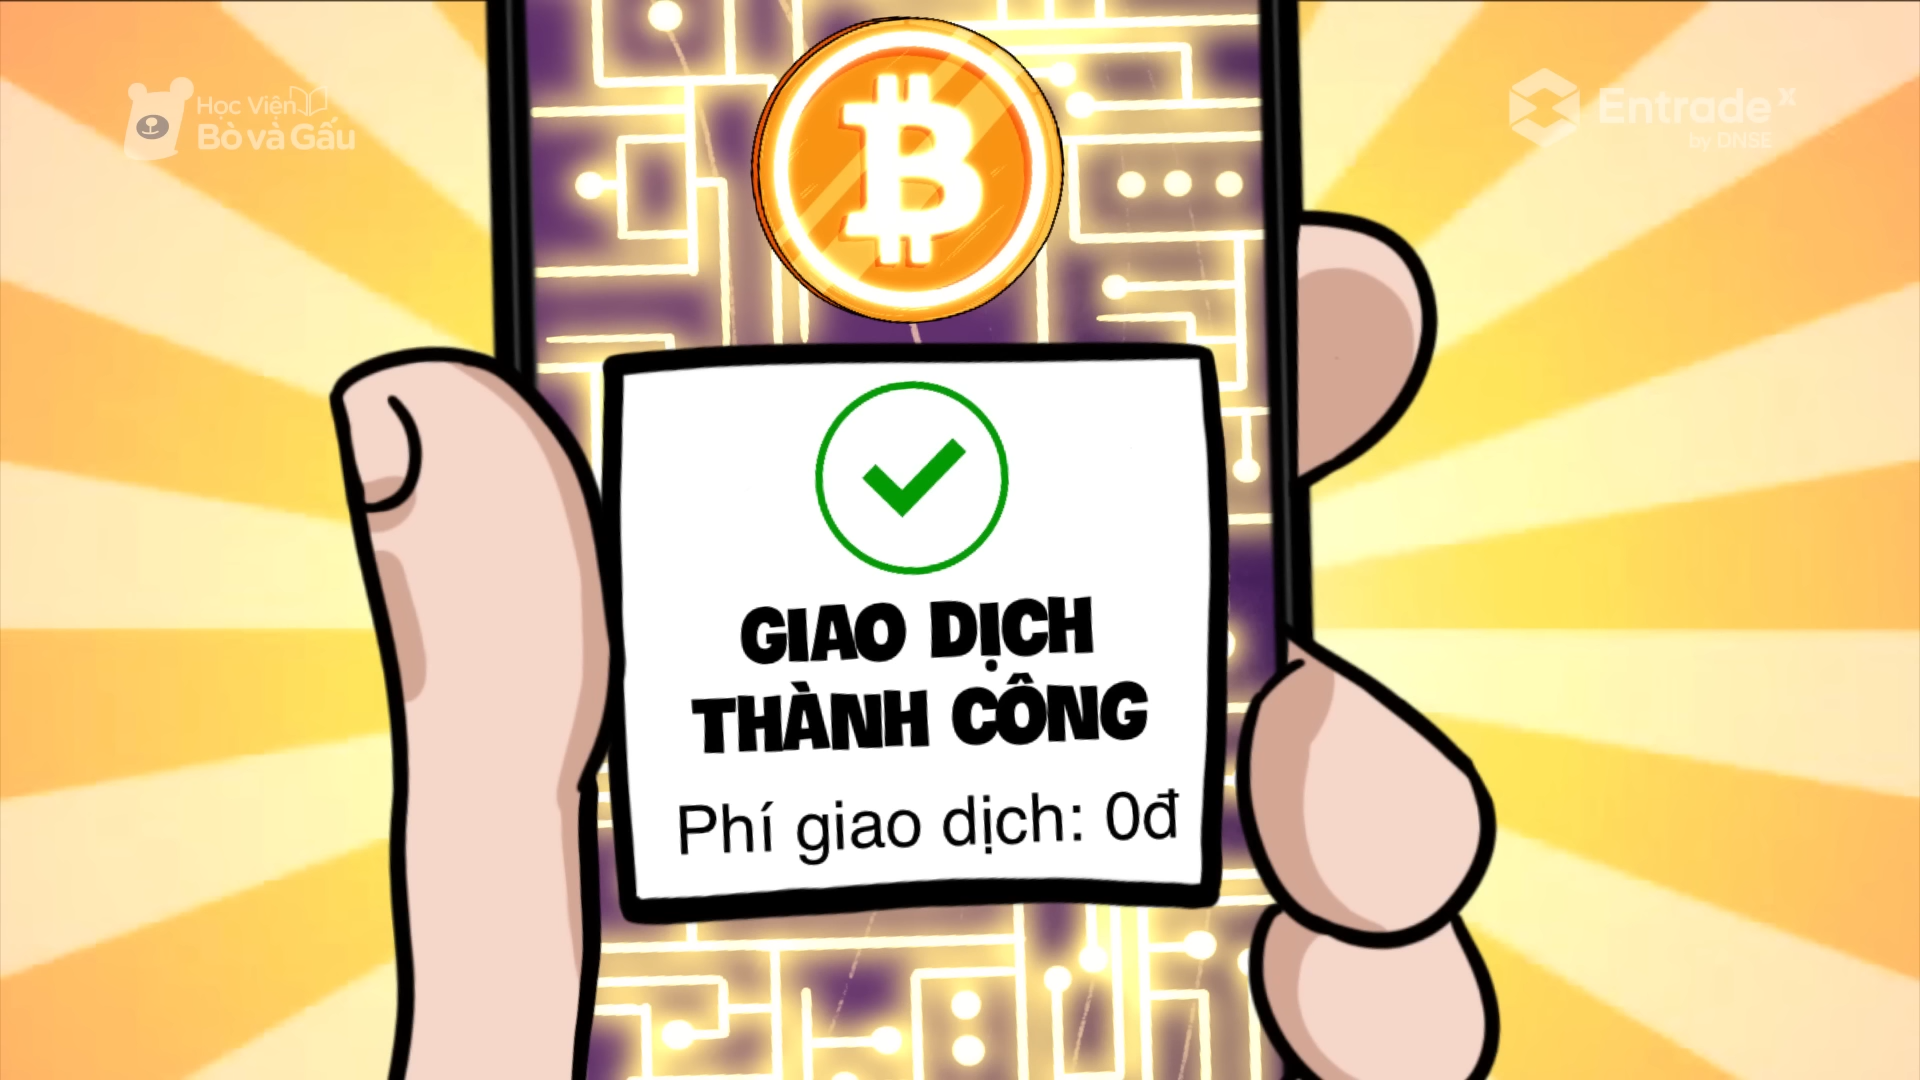 Học Viện
Bò và Gấu
Entrade X
by DNSE
GIAO DỊCH
THÀNH CÔNG
Phí giao dịch: 0đ